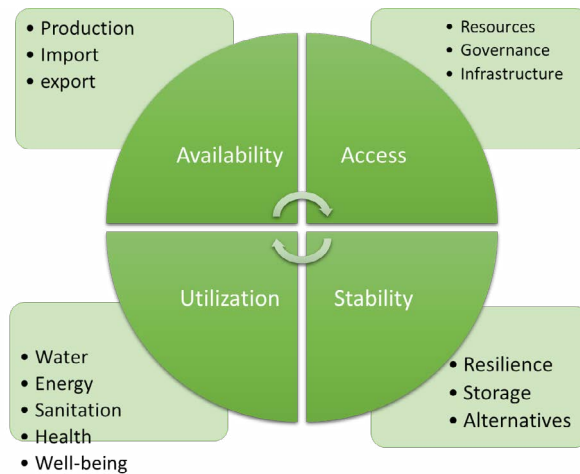 • Production
• Import
• export
• Resources
• Governance
• Infrastructure
Availability
Access
Utilization
Stability
• Water
• Energy
• Sanitation
• Health
• Well-being
• Resilience
• Storage
• Alternatives